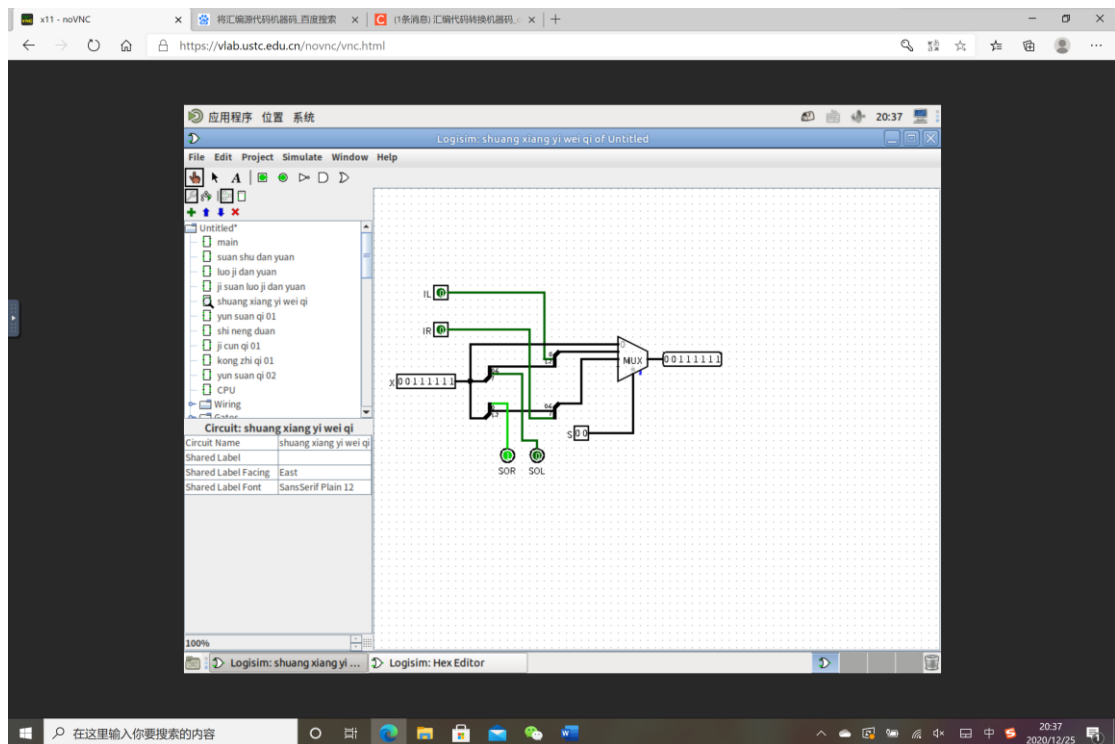 x11 - noVNC
将汇编源代码机器码_百度搜索
(1条消息) 汇编代码转换机器码_
https://vlab.ustc.edu.cn/novnc/vnc.html
应用程序 位置 系统
20:37
Logisim: shuang xiang yi wei qi of Untitled
File Edit Project Simulate Window Help
A
Untitled*
main
suan shu dan yuan
luo ji dan yuan
ji suan luo ji dan yuan
shuang xiang yi wei qi
yun suan qi 01
shi neng duan
ji cun qi 01
kong zhi qi 01
yun suan qi 02
CPU
Wiring
Circuit: shuang xiang yi wei qi
Circuit Name shuang xiang yi wei qi
Shared Label
Shared Label Facing East
Shared Label Font SansSerif Plain 12
100%
IL 0
IR 0
X 00111111
MUX
00111111
S 00
SOR
SOL
Logisim: shuang xiang yi ...
Logisim: Hex Editor
在这里输入你要搜索的内容
中
20:37
2020/12/25